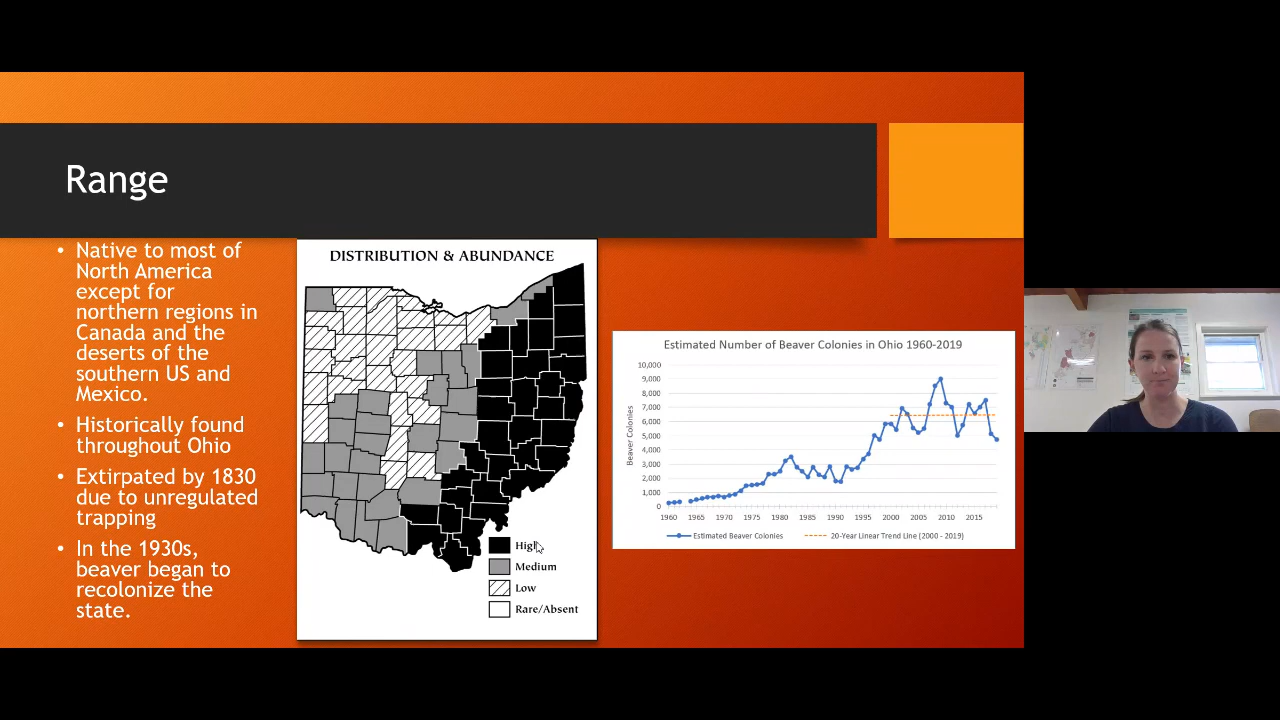 Range
• Native to most of
North America
except for
northern regions in
Canada and the
deserts of the
southern US and
Mexico.
• Historically found
throughout Ohio
• Extirpated by 1830
due to unregulated
trapping
• In the 1930s,
beaver began to
recolonize the
state.
DISTRIBUTION & ABUNDANCE
High
Medium
Low
Rare/Absent
Estimated Number of Beaver Colonies in Ohio 1960-2019
Beaver Colonies
10,000
9,000
8,000
7,000
6,000
5,000
4,000
3,000
2,000
1,000
0
1960 1965 1970 1975 1980 1985 1990 1995 2000 2005 2010 2015
Estimated Beaver Colonies 20-Year Linear Trend Line (2000 - 2019)